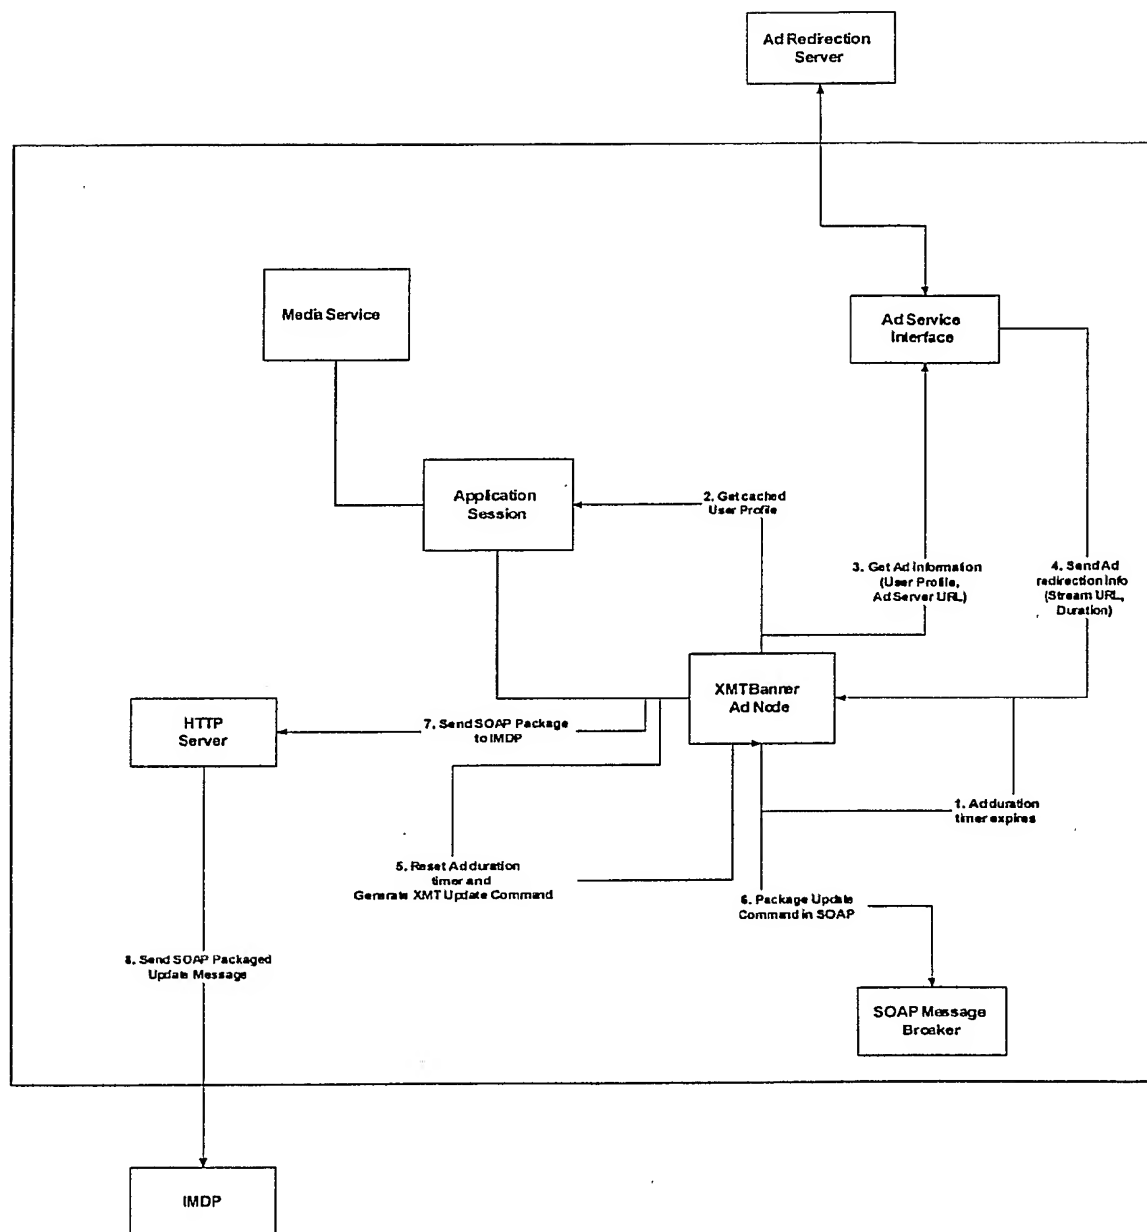 Ad Redirection
Server
Media Service
Ad Service
Interface
Application
Session
2. Get cached
User Profile
3. Get Ad Information
(User Profile,
Ad Server URL)
4. Send Ad
redirection Info
(Stream URL,
Duration)
XMT Banner
Ad Node
HTTP
Server
7. Send SOAP Package
to IMDP
1. Ad duration
timer expires
5. Reset Ad duration
timer and
Generate XMT Update Command
6. Package Update
Command in SOAP
8. Send SOAP Packaged
Update Message
SOAP Message
Broaker
IMDP